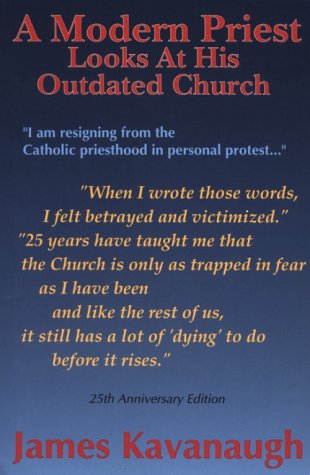 A Modern Priest
Looks At His
Outdated Church
"I am resigning from the
Catholic priesthood in personal protest..."
"When I wrote those words,
I felt betrayed and victimized."
"25 years have taught me that
the Church is only as trapped in fear
as I have been
and like the rest of us,
it still has a lot of 'dying' to do
before it rises."
25th Anniversary Edition
James Kavanaugh